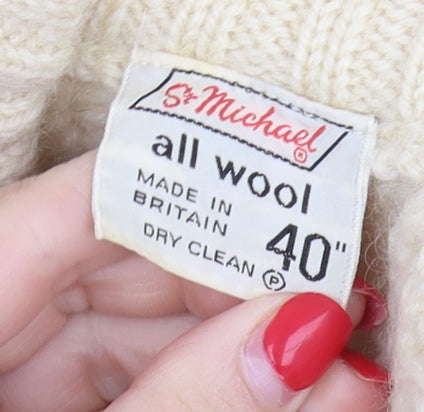 St Michael ®
all wool
MADE IN
BRITAIN 40"
DRY CLEAN Ⓟ